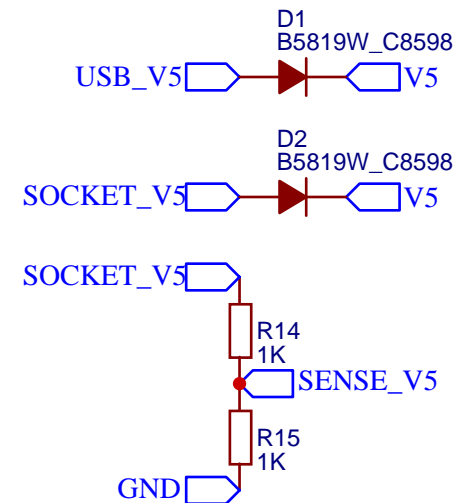 D1
B5819W_C8598
USB_V5 V5
D2
B5819W_C8598
SOCKET_V5 V5
SOCKET_V5
R14
1K
SENSE_V5
R15
1K
GND